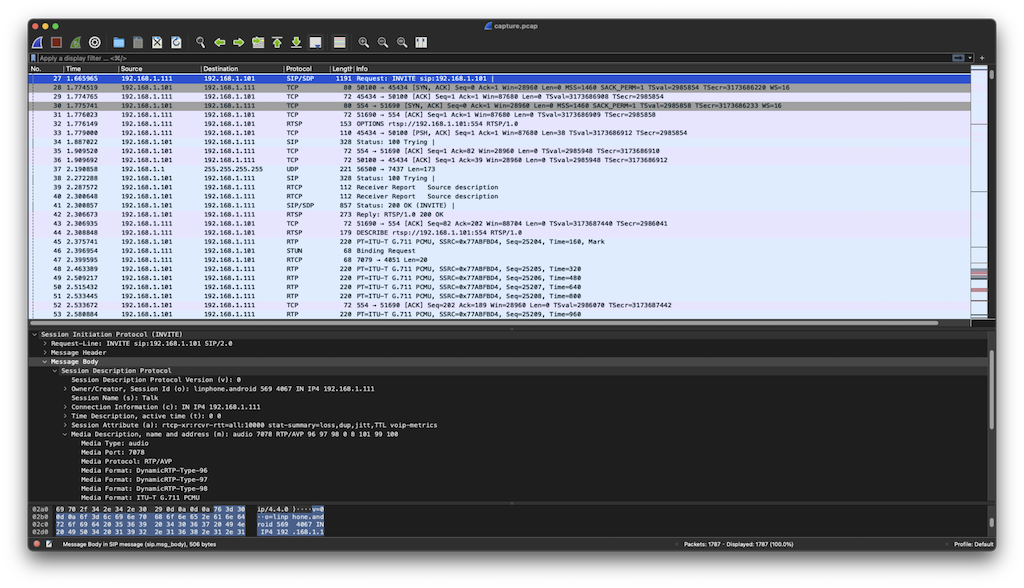 capture.pcap
Apply a display filter ... <⌘/>
No. Time Source Destination Protocol Length Info
27 1.665965 192.168.1.111 192.168.1.101 SIP/SDP 1191 Request: INVITE sip:192.168.1.101 |
28 1.774519 192.168.1.101 192.168.1.111 TCP 80 50100 → 45434 [SYN, ACK] Seq=0 Ack=1 Win=28960 Len=0 MSS=1460 SACK_PERM=1 TSval=2985854 TSecr=3173686220 WS=16
29 1.774765 192.168.1.111 192.168.1.101 TCP 72 45434 → 50100 [ACK] Seq=1 Ack=1 Win=87680 Len=0 TSval=3173686908 TSecr=2985854
30 1.775741 192.168.1.101 192.168.1.111 TCP 80 554 → 51690 [SYN, ACK] Seq=0 Ack=1 Win=28960 Len=0 MSS=1460 SACK_PERM=1 TSval=2985858 TSecr=3173686233 WS=16
31 1.776023 192.168.1.111 192.168.1.101 TCP 72 51690 → 554 [ACK] Seq=1 Ack=1 Win=87680 Len=0 TSval=3173686909 TSecr=2985858
32 1.776149 192.168.1.111 192.168.1.101 RTSP 153 OPTIONS rtsp://192.168.1.101:554 RTSP/1.0
33 1.779000 192.168.1.111 192.168.1.101 TCP 110 45434 → 50100 [PSH, ACK] Seq=1 Ack=1 Win=87680 Len=38 TSval=3173686912 TSecr=2985854
34 1.887022 192.168.1.101 192.168.1.111 SIP 328 Status: 100 Trying |
35 1.909520 192.168.1.101 192.168.1.111 TCP 72 554 → 51690 [ACK] Seq=1 Ack=82 Win=28960 Len=0 TSval=2985948 TSecr=3173686910
36 1.909692 192.168.1.101 192.168.1.111 TCP 72 50100 → 45434 [ACK] Seq=1 Ack=39 Win=28960 Len=0 TSval=2985948 TSecr=3173686912
37 2.190858 192.168.1.1 255.255.255.255 UDP 221 56500 → 7437 Len=173
38 2.272288 192.168.1.101 192.168.1.111 SIP 328 Status: 100 Trying |
39 2.287572 192.168.1.101 192.168.1.111 RTCP 112 Receiver Report Source description
40 2.300648 192.168.1.101 192.168.1.111 RTCP 112 Receiver Report Source description
41 2.300857 192.168.1.101 192.168.1.111 SIP/SDP 857 Status: 200 OK (INVITE) |
42 2.306673 192.168.1.101 192.168.1.111 RTSP 273 Reply: RTSP/1.0 200 OK
43 2.306935 192.168.1.111 192.168.1.101 TCP 72 51690 → 554 [ACK] Seq=82 Ack=202 Win=88704 Len=0 TSval=3173687440 TSecr=2986041
44 2.308848 192.168.1.111 192.168.1.101 RTSP 179 DESCRIBE rtsp://192.168.1.101:554 RTSP/1.0
45 2.375741 192.168.1.101 192.168.1.111 RTP 220 PT=ITU-T G.711 PCMU, SSRC=0x77ABFBD4, Seq=25204, Time=160, Mark
46 2.396954 192.168.1.101 192.168.1.111 STUN 68 Binding Request
47 2.399595 192.168.1.111 192.168.1.101 RTCP 68 7079 → 4051 Len=20
48 2.463389 192.168.1.101 192.168.1.111 RTP 220 PT=ITU-T G.711 PCMU, SSRC=0x77ABFBD4, Seq=25205, Time=320
49 2.509217 192.168.1.101 192.168.1.111 RTP 220 PT=ITU-T G.711 PCMU, SSRC=0x77ABFBD4, Seq=25206, Time=480
50 2.515432 192.168.1.101 192.168.1.111 RTP 220 PT=ITU-T G.711 PCMU, SSRC=0x77ABFBD4, Seq=25207, Time=640
51 2.533445 192.168.1.101 192.168.1.111 RTP 220 PT=ITU-T G.711 PCMU, SSRC=0x77ABFBD4, Seq=25208, Time=800
52 2.533672 192.168.1.101 192.168.1.111 TCP 72 554 → 51690 [ACK] Seq=202 Ack=189 Win=28960 Len=0 TSval=2986070 TSecr=3173687442
53 2.580884 192.168.1.101 192.168.1.111 RTP 220 PT=ITU-T G.711 PCMU, SSRC=0x77ABFBD4, Seq=25209, Time=960
Session Initiation Protocol (INVITE)
Request-Line: INVITE sip:192.168.1.101 SIP/2.0
Message Header
Message Body
Session Description Protocol
Session Description Protocol Version (v): 0
Owner/Creator, Session Id (o): linphone.android 569 4067 IN IP4 192.168.1.111
Session Name (s): Talk
Connection Information (c): IN IP4 192.168.1.111
Time Description, active time (t): 0 0
Session Attribute (a): rtcp-xr:rcvr-rtt=all:10000 stat-summary=loss,dup,jitt,TTL voip-metrics
Media Description, name and address (m): audio 7078 RTP/AVP 96 97 98 0 8 101 99 100
Media Type: audio
Media Port: 7078
Media Protocol: RTP/AVP
Media Format: DynamicRTP-Type-96
Media Format: DynamicRTP-Type-97
Media Format: DynamicRTP-Type-98
Media Format: ITU-T G.711 PCMU
02a0 69 70 2f 34 2e 34 2e 30 29 0d 0a 0d 0a 76 3d 30 ip/4.4.0 )····v=0
02b0 0d 0a 6f 3d 6c 69 6e 70 68 6f 6e 65 2e 61 6e 64 ··o=linp hone.and
02c0 72 6f 69 64 20 35 36 39 20 34 30 36 37 20 49 4e roid 569 4067 IN
02d0 20 49 50 34 20 31 39 32 2e 31 36 38 2e 31 2e 31 IP4 192 .168.1.1
Message Body in SIP message (sip.msg_body), 506 bytes
Packets: 1787 · Displayed: 1787 (100.0%)
Profile: Default